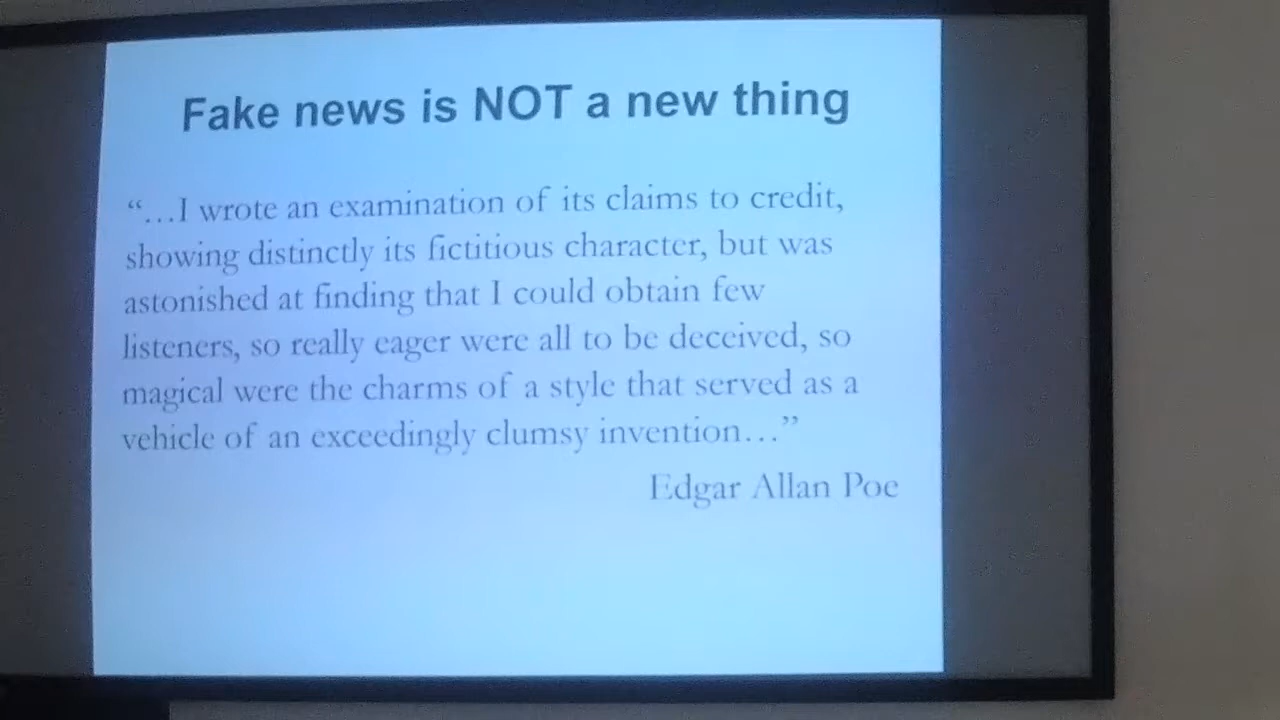 Fake news is NOT a new thing
“…I wrote an examination of its claims to credit,
showing distinctly its fictitious character, but was
astonished at finding that I could obtain few
listeners, so really eager were all to be deceived, so
magical were the charms of a style that served as a
vehicle of an exceedingly clumsy invention…”
Edgar Allan Poe